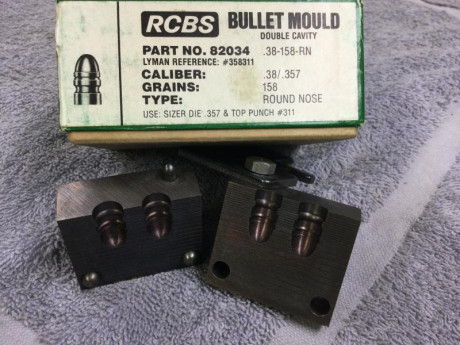 RCBS BULLET MOULD
DOUBLE CAVITY
PART NO. 82034 .38-158-RN
LYMAN REFERENCE: #358311
CALIBER: .38/.357
GRAINS: 158
TYPE: ROUND NOSE
USE: SIZER DIE .357 & TOP PUNCH #311